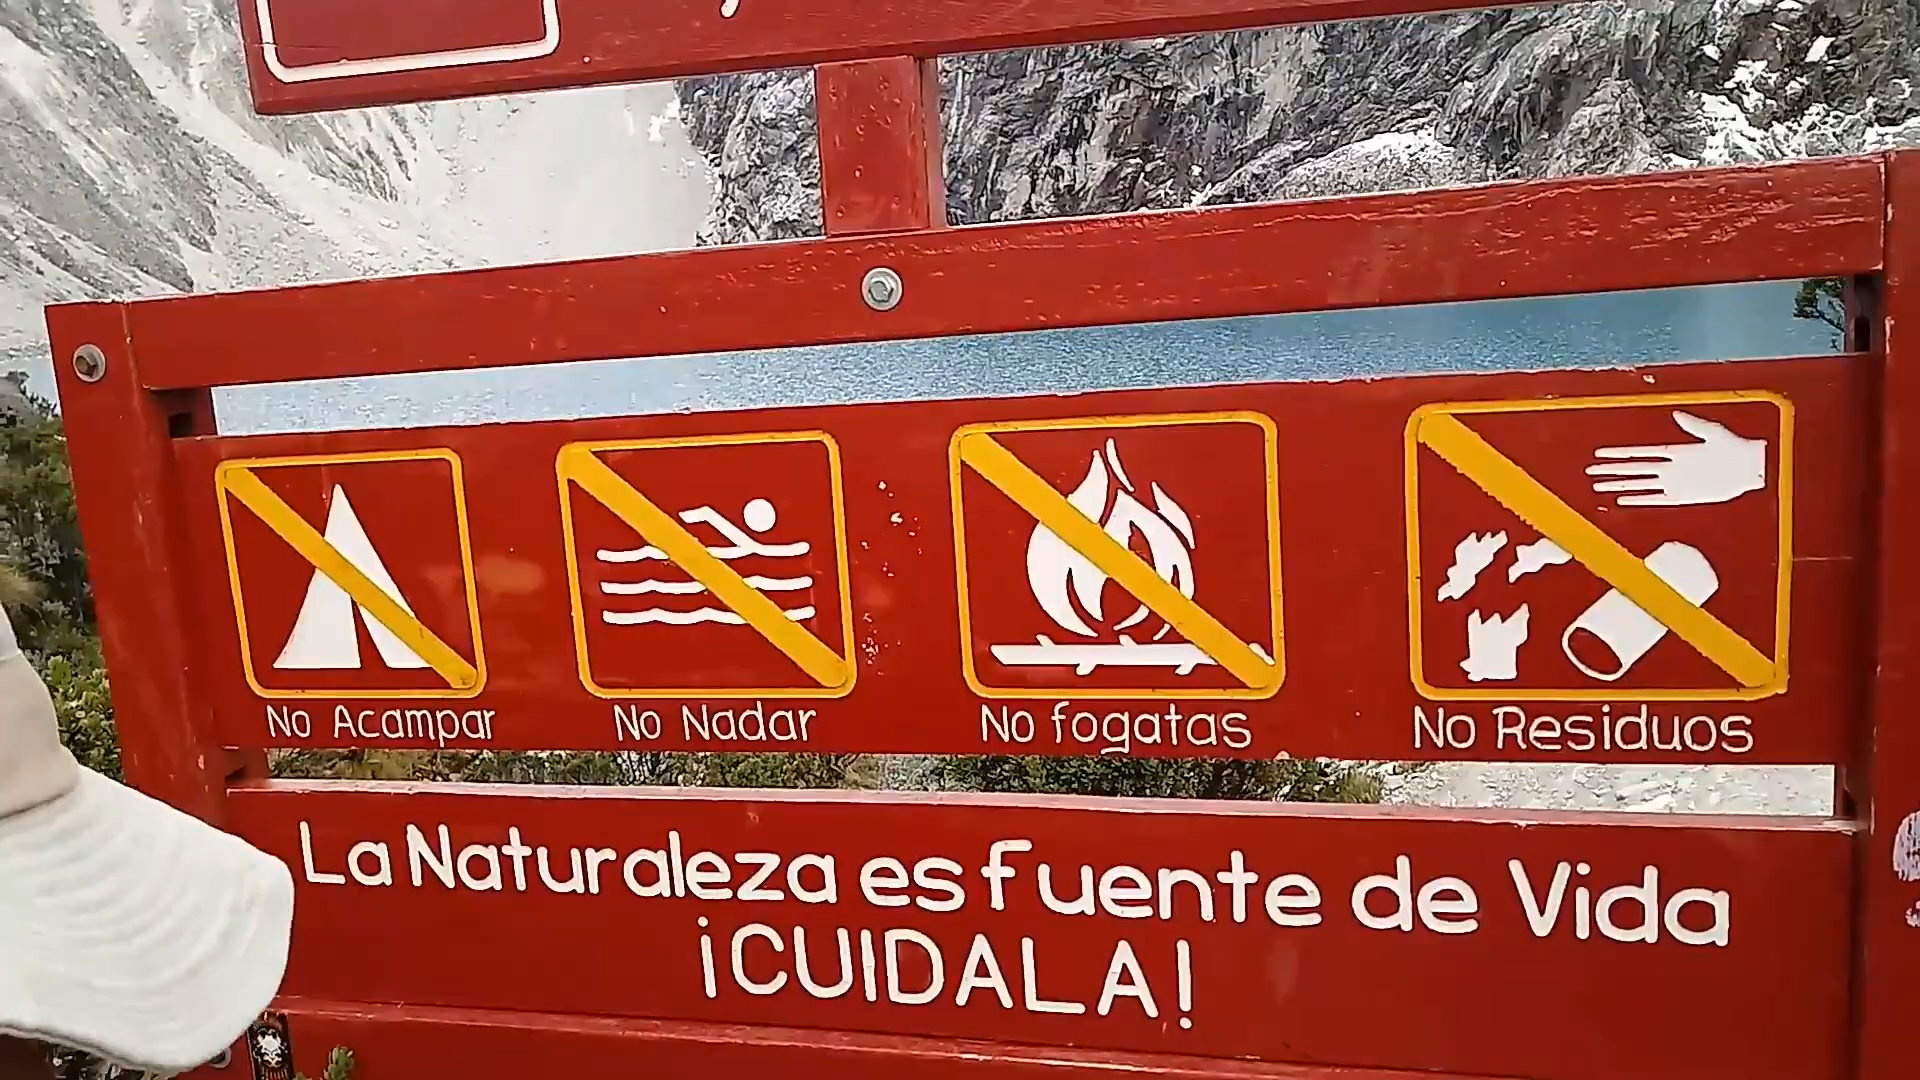 No Acampar
No Nadar
No fogatas
No Residuos
La Naturaleza es fuente de Vida
¡CUIDALA!